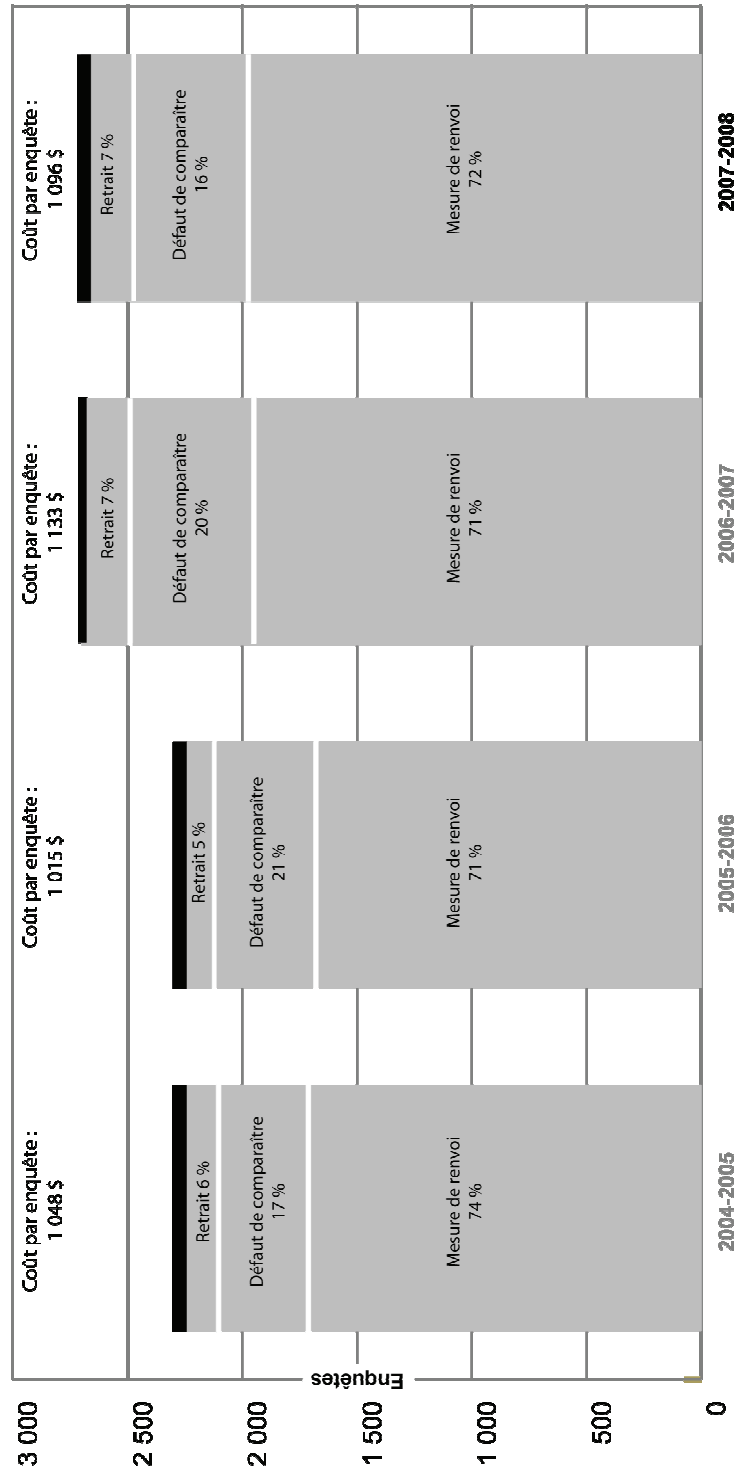 3 000
2 500
2 000
1 500
1 000
500
0
Enquêtes
Coût par enquête :
1 048 $
Retrait 6 %
Défaut de comparaître
17 %
Mesure de renvoi
74 %
2004-2005
Coût par enquête :
1 015 $
Retrait 5 %
Défaut de comparaître
21 %
Mesure de renvoi
71 %
2005-2006
Coût par enquête :
1 133 $
Retrait 7 %
Défaut de comparaître
20 %
Mesure de renvoi
71 %
2006-2007
Coût par enquête :
1 096 $
Retrait 7 %
Défaut de comparaître
16 %
Mesure de renvoi
72 %
2007-2008